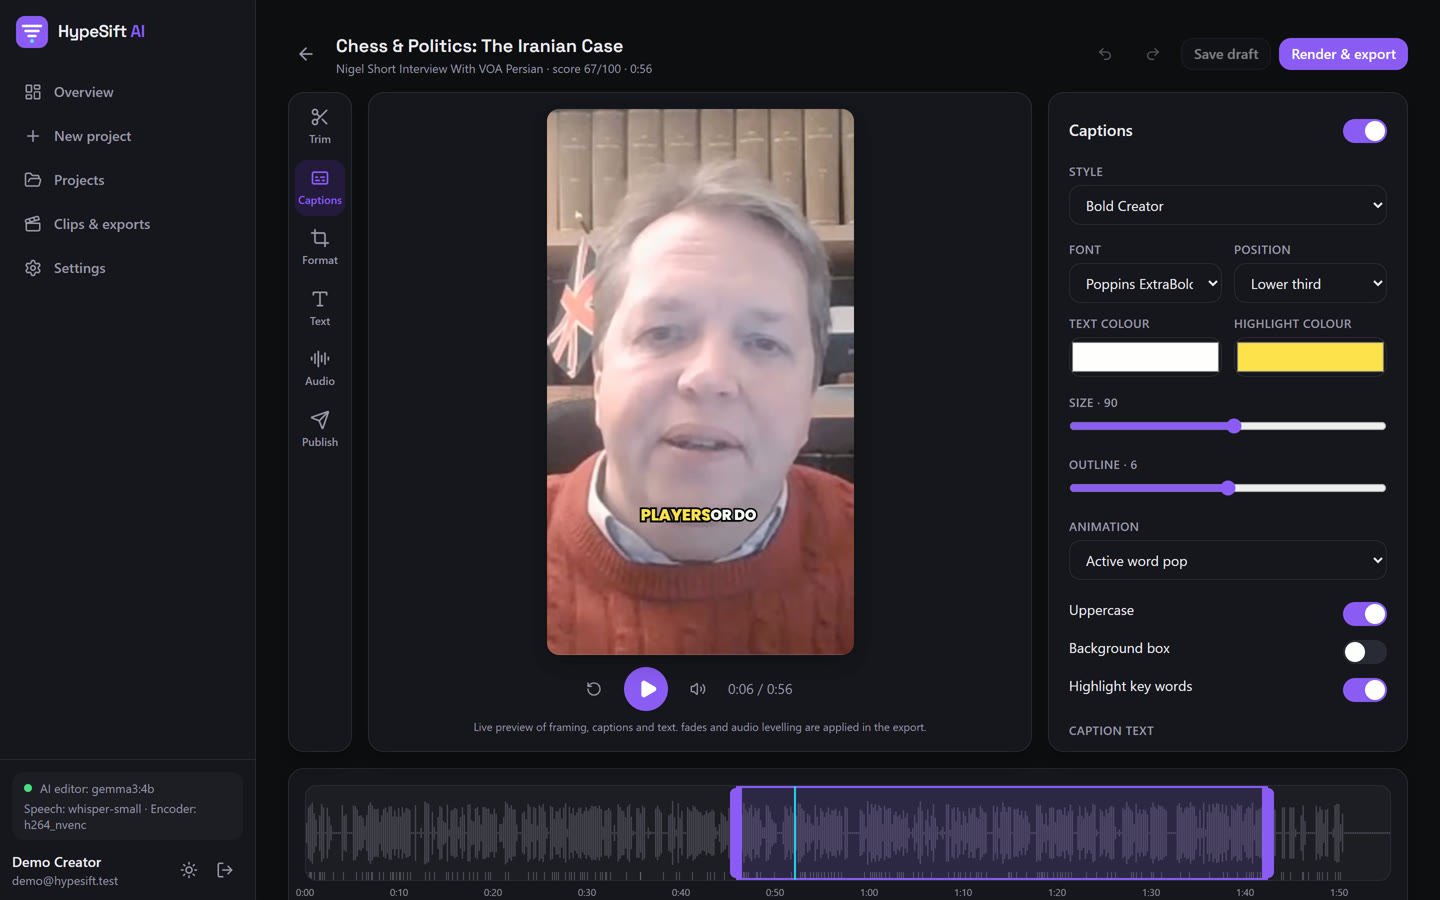 HypeSift AI
Overview
New project
Projects
Clips & exports
Settings
AI editor: gemma3:4b
Speech: whisper-small · Encoder:
h264_nvenc
Demo Creator
demo@hypesift.test
Chess & Politics: The Iranian Case
Nigel Short Interview With VOA Persian · score 67/100 · 0:56
Save draft
Render & export
Trim
Captions
Format
Text
Audio
Publish
PLAYERS OR DO
0:06 / 0:56
Live preview of framing, captions and text. fades and audio levelling are applied in the export.
Captions
STYLE
Bold Creator
FONT POSITION
Poppins ExtraBolc Lower third
TEXT COLOUR HIGHLIGHT COLOUR
SIZE · 90
OUTLINE · 6
ANIMATION
Active word pop
Uppercase
Background box
Highlight key words
CAPTION TEXT
0:00 0:10 0:20 0:30 0:40 0:50 1:00 1:10 1:20 1:30 1:40 1:50